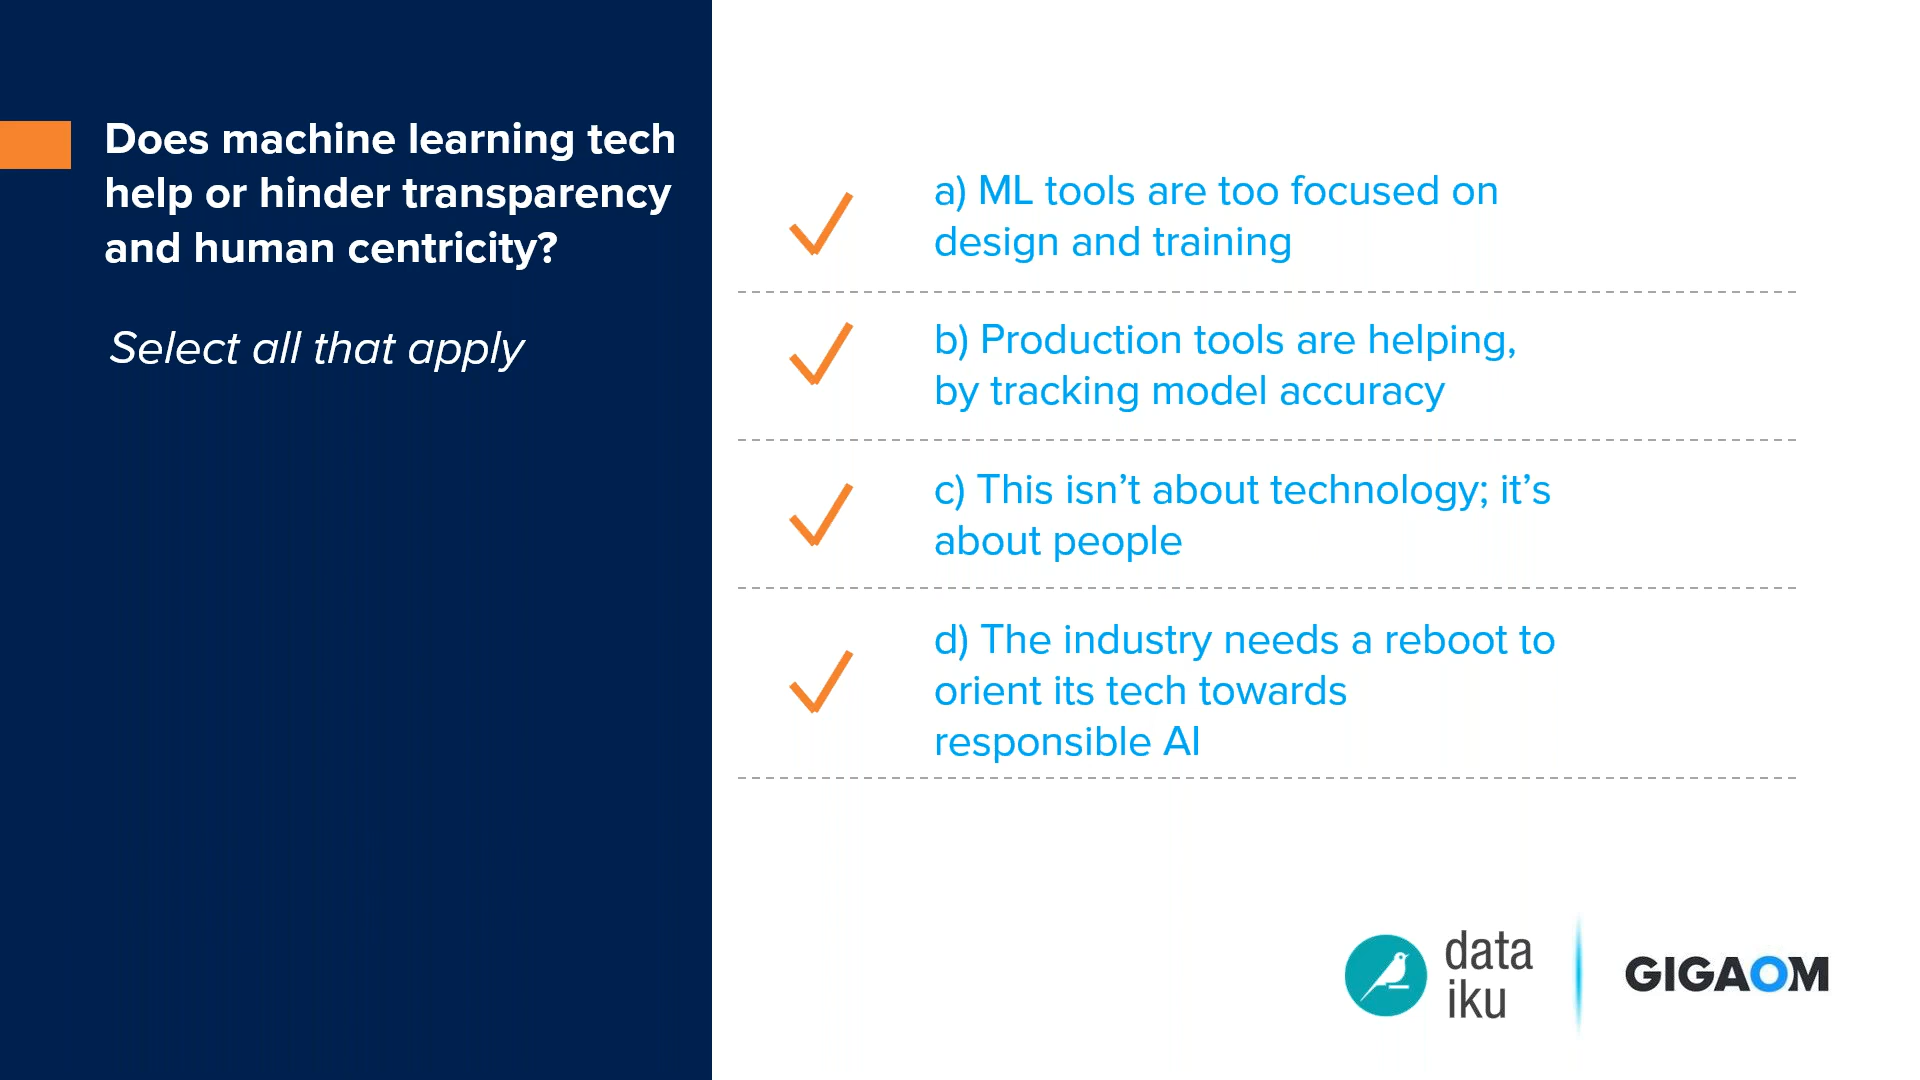 Does machine learning tech
help or hinder transparency
and human centricity?
Select all that apply
a) ML tools are too focused on
design and training
b) Production tools are helping,
by tracking model accuracy
c) This isn’t about technology; it’s
about people
d) The industry needs a reboot to
orient its tech towards
responsible AI
data
iku
GIGAOM